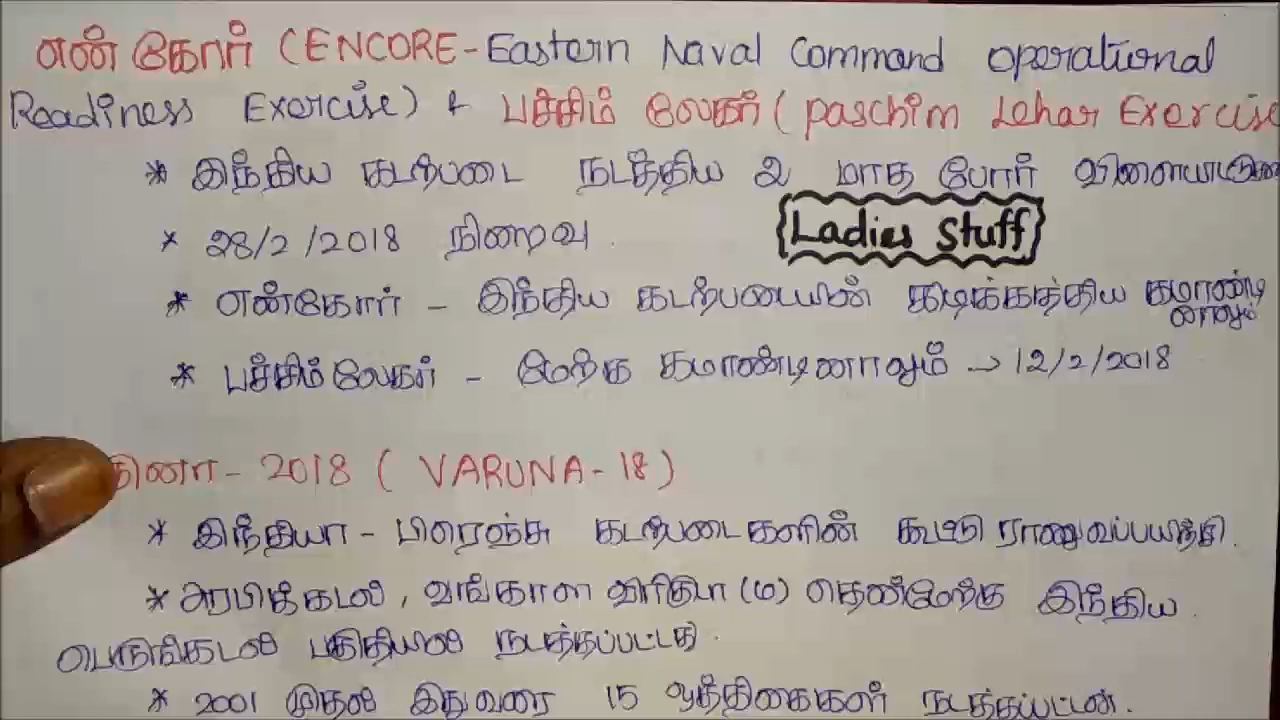 என்கோர் (ENCORE-Eastern Naval Command Operational
Readiness Exercise) & பச்சிம் லேகர் (paschim Lehar Exercise
* இந்திய கடற்படை நடத்திய 2 மாத போர்
* 28/2/2018 நிறைவு.
Ladies Stuff
* என்கோர் - இந்திய கடற்படையின் கிழக்கத்திய கமாண்டி
னாலும்
* பச்சிம்லேகர் - மேற்கு கமாண்டினாலும் → 12/2/2018
- 2018 ( VARUNA - 18 )
* இந்தியா - பிரெஞ்சு கடற்படைகளின் கூட்டு ராணுவப்பயிற்சி.
* அரபிக்கடல், வங்காள விரிகுடா (ம) தென்மேற்கு இந்திய
பெருங்கடல் பகுதியில் நடத்தப்பட்டது.
* 2001 முதல் இதுவரை 15 ஒத்திகைகள் நடத்தப்பட்டன.